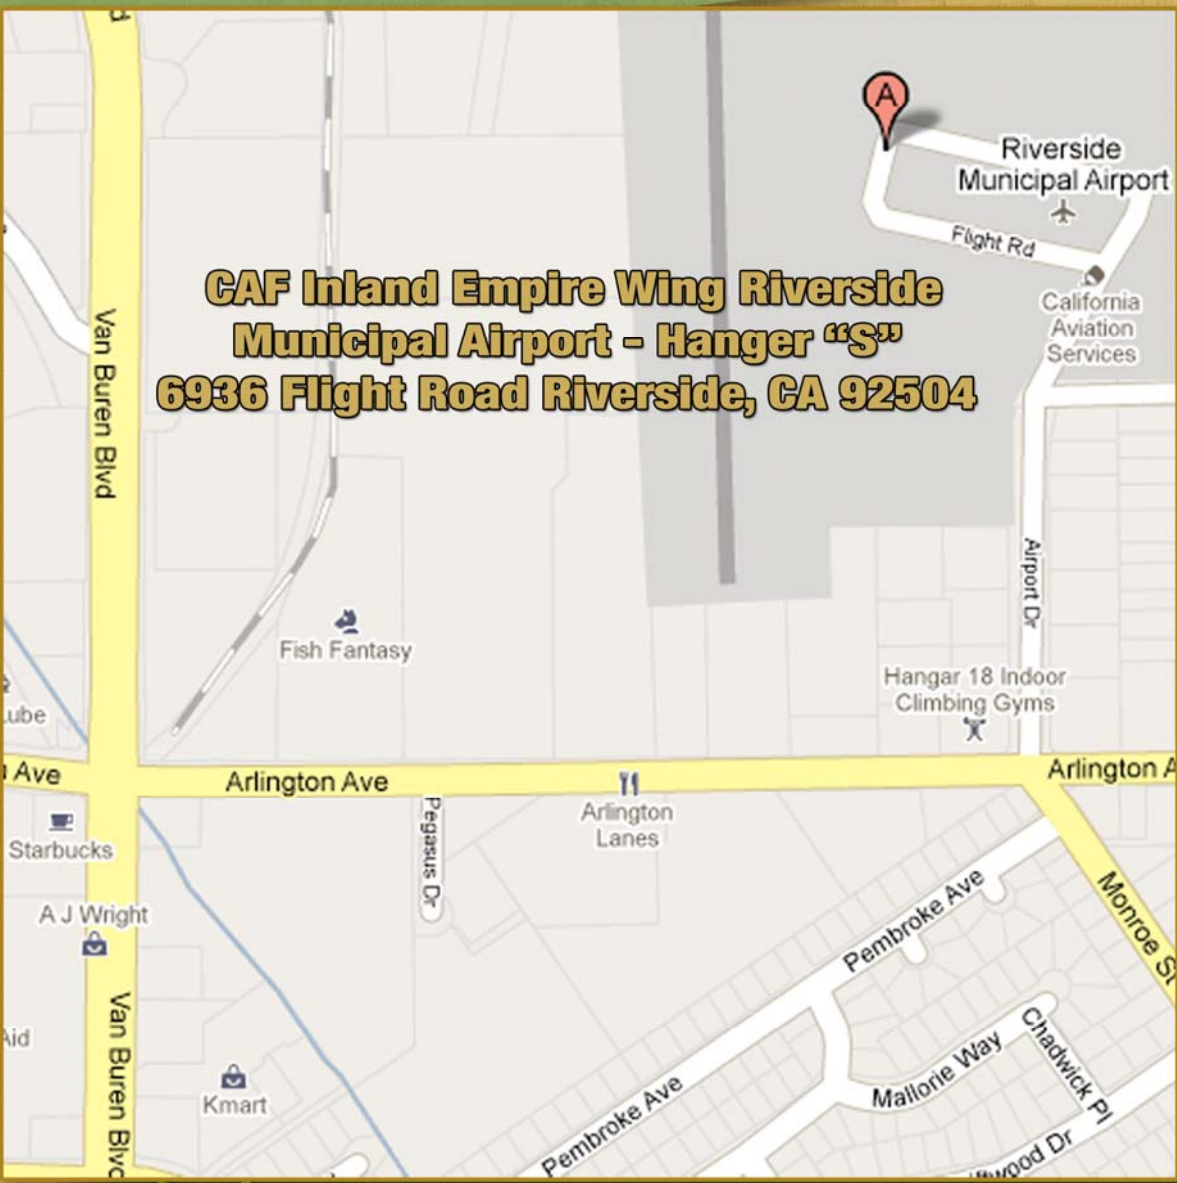 d
A
Riverside
Municipal Airport
Flight Rd
California
Aviation
Services
CAF Inland Empire Wing Riverside
Municipal Airport - Hanger “S”
6936 Flight Road Riverside, CA 92504
Van Buren Blvd
Airport Dr
Fish Fantasy
Hangar 18 Indoor
Climbing Gyms
Lube
Ave
Arlington Ave
Arlington A
Arlington
Lanes
Pegasus Dr
Starbucks
A J Wright
Pembroke Ave
Monroe St
Van Buren Blvd
Aid
Kmart
Chadwick Pl
Mallorie Way
Pembroke Ave
wood Dr